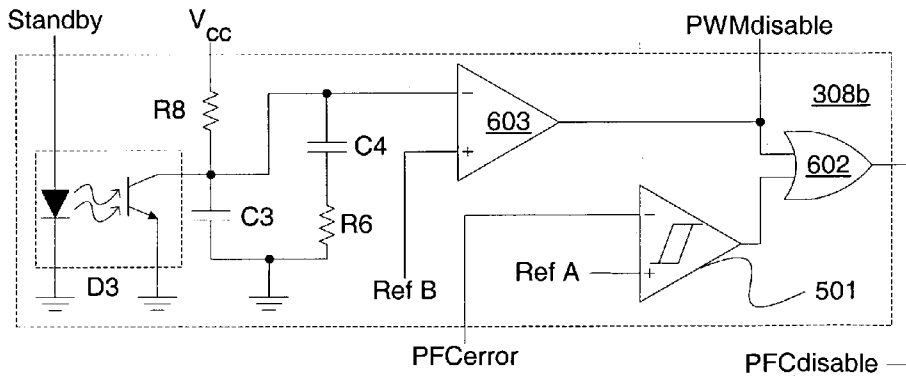 Standby
VCC
PWMdisable
R8
308b
603
C4
602
C3
R6
Ref B
Ref A
D3
501
PFCerror
PFCdisable